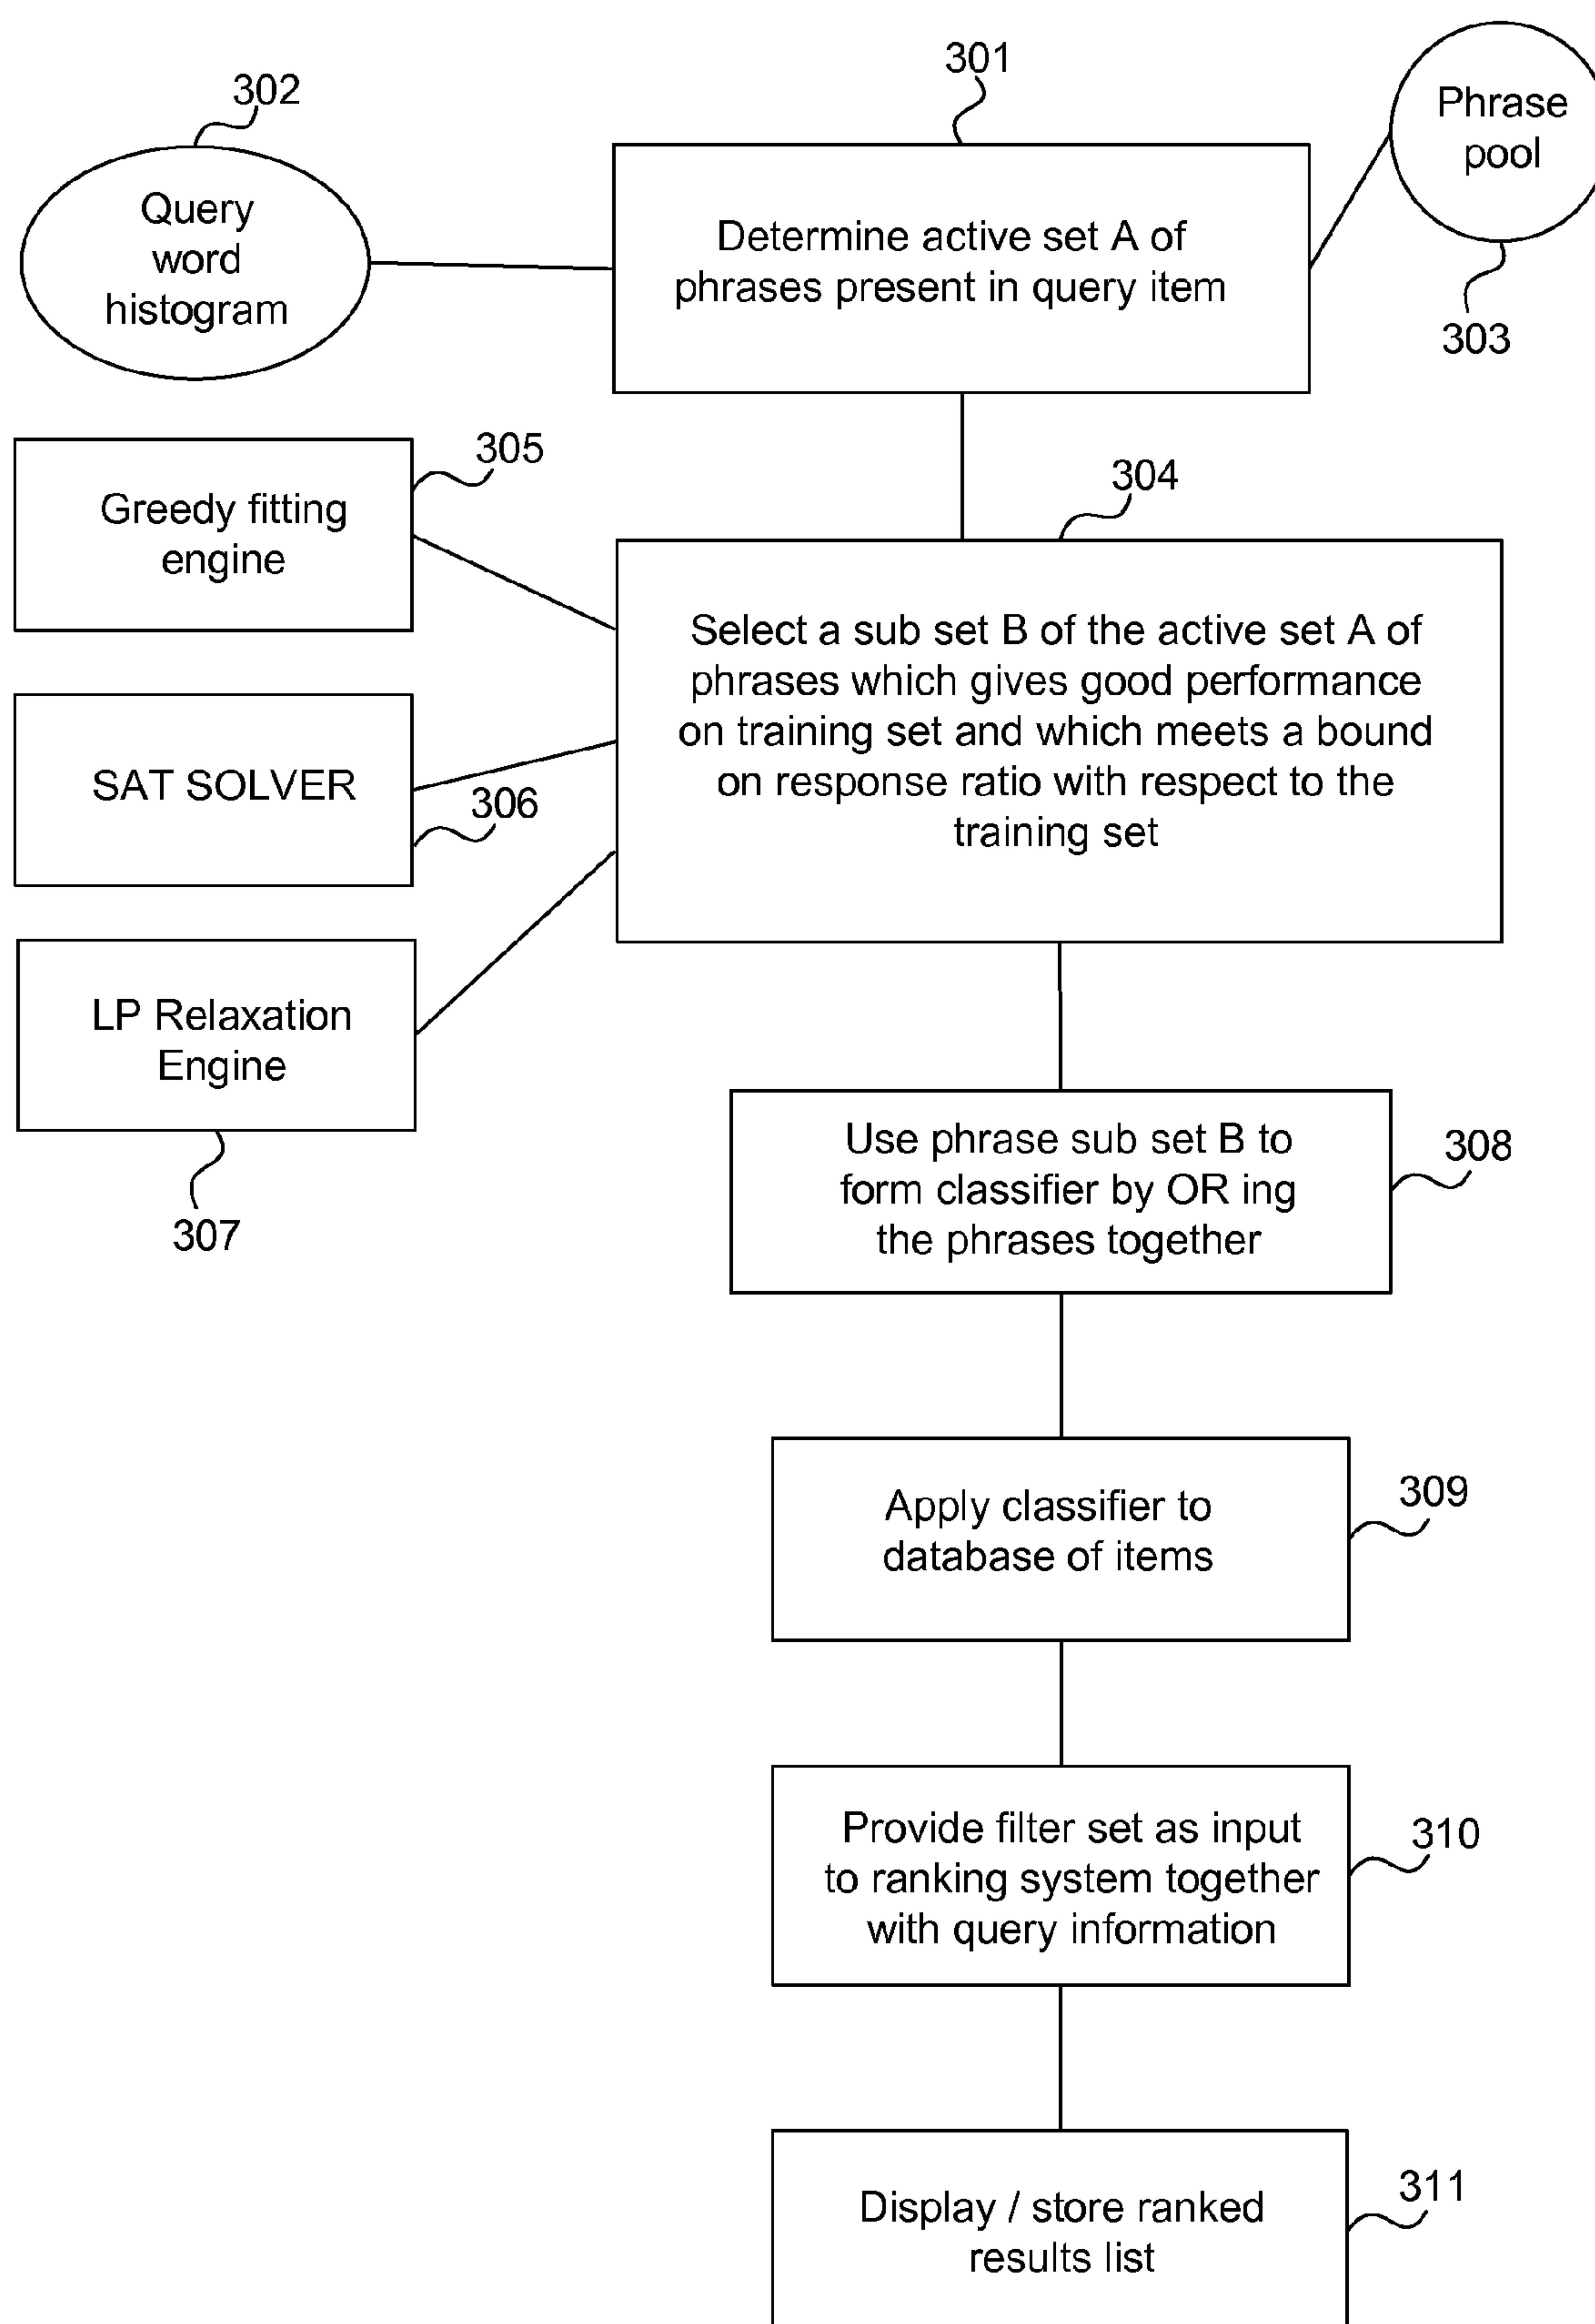 301
302
Phrase
pool
303
Query
word
histogram
Determine active set A of
phrases present in query item
305
Greedy fitting
engine
304
Select a sub set B of the active set A of
phrases which gives good performance
on training set and which meets a bound
on response ratio with respect to the
training set
SAT SOLVER
306
LP Relaxation
Engine
307
Use phrase sub set B to
form classifier by OR ing
the phrases together
308
Apply classifier to
database of items
309
Provide filter set as input
to ranking system together
with query information
310
Display / store ranked
results list
311